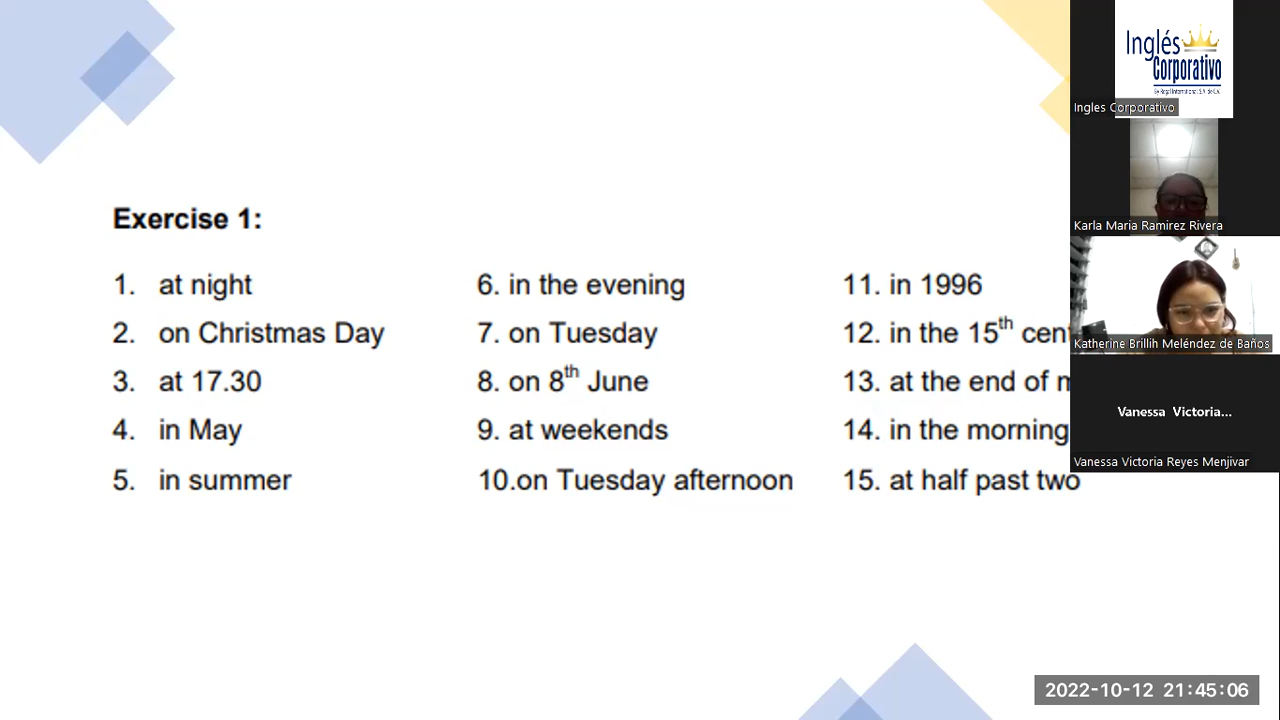 Exercise 1:
1. at night
2. on Christmas Day
3. at 17.30
4. in May
5. in summer
6. in the evening
7. on Tuesday
8. on 8th June
9. at weekends
10.on Tuesday afternoon
11. in 1996
12. in the 15th cent
13. at the end of m
14. in the morning
15. at half past two
Inglés
Corporativo
Ingles Corporativo
Karla Maria Ramirez Rivera
Katherine Brillih Meléndez de Baños
Vanessa Victoria...
Vanessa Victoria Reyes Menjivar
2022-10-12 21:45:06